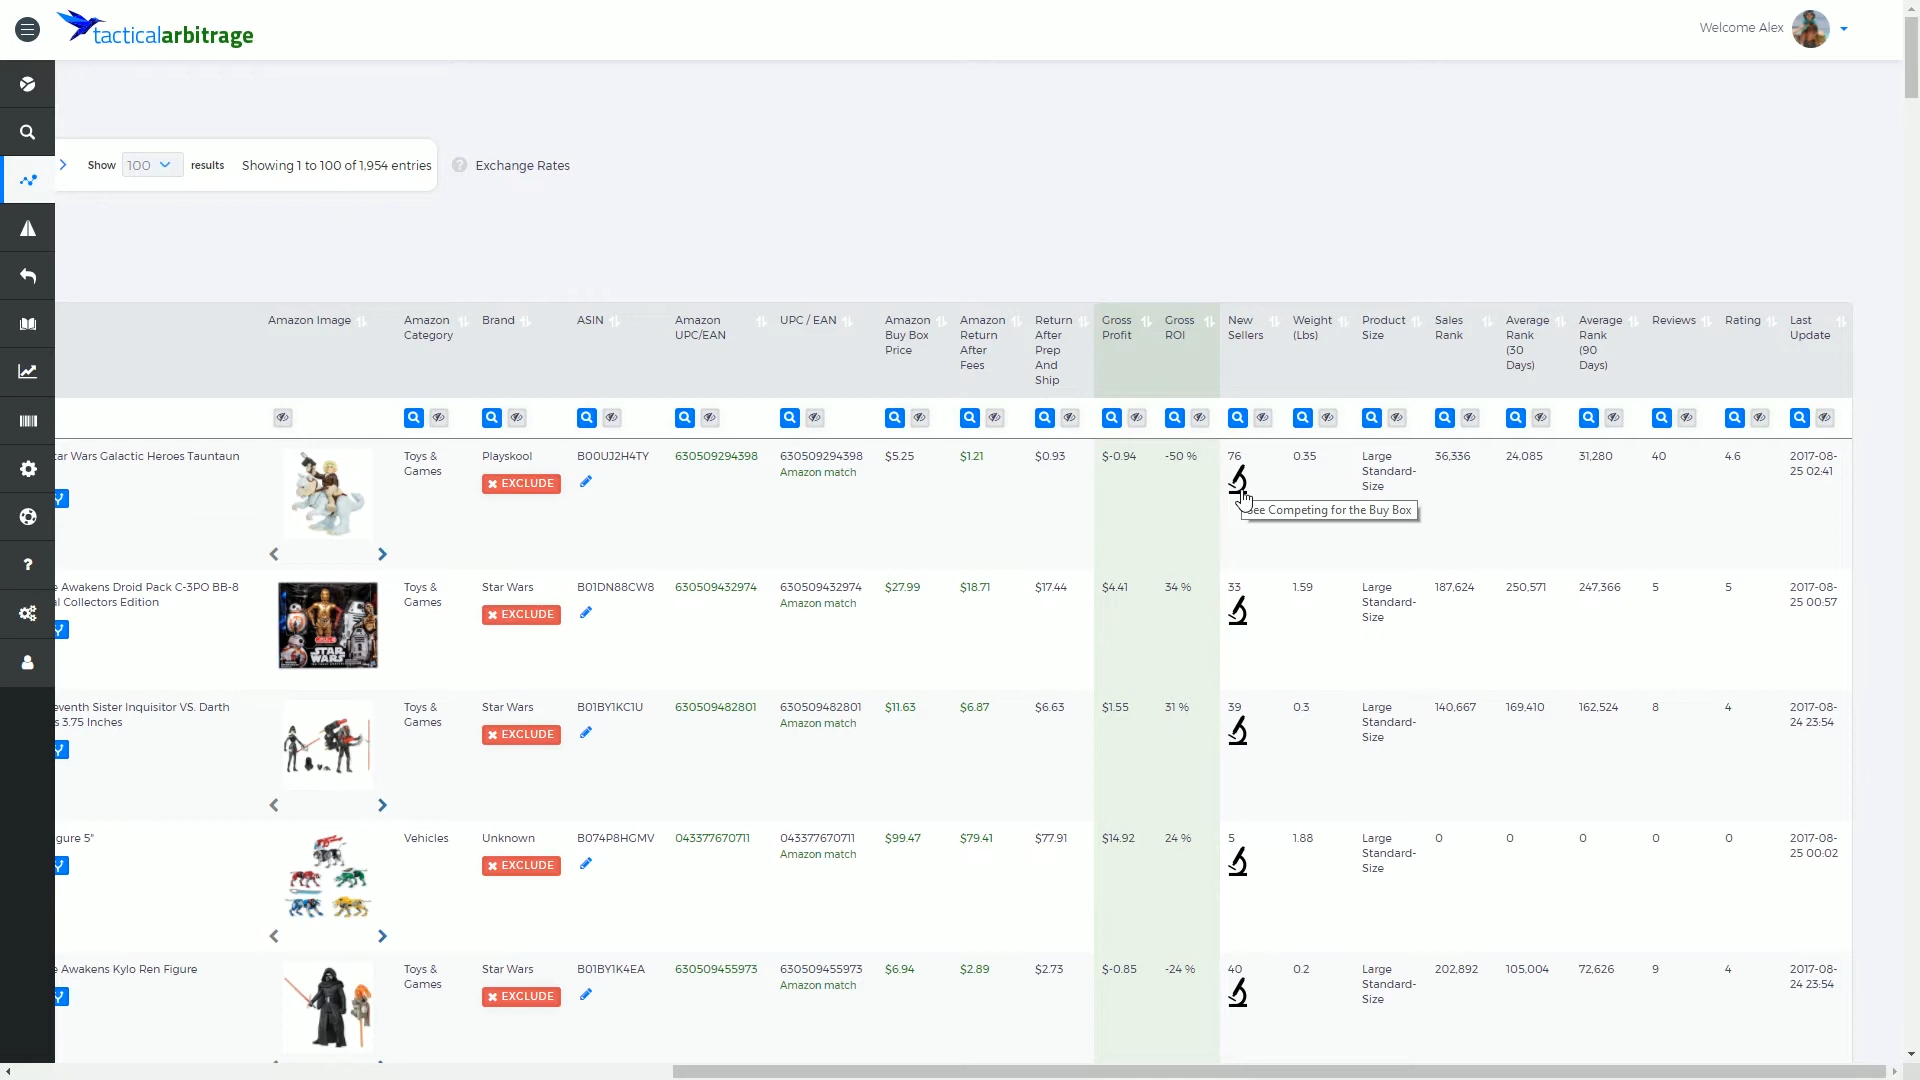 tacticalarbitrage
Welcome Alex
Show 100 results Showing 1 to 100 of 1,954 entries
Exchange Rates
Amazon Image
Amazon Category
Brand
ASIN
Amazon UPC/EAN
UPC / EAN
Amazon Buy Box Price
Amazon Return After Fees
Return After Prep And Ship
Gross Profit
Gross ROI
New Sellers
Weight (Lbs)
Product Size
Sales Rank
Average Rank (30 Days)
Average Rank (90 Days)
Reviews
Rating
Last Update
tar Wars Galactic Heroes Tauntaun
Toys & Games
Playskool
EXCLUDE
B00UJ2H4TY
630509294398
630509294398
Amazon match
$5.25
$1.21
$0.93
$-0.94
-50 %
76
0.35
Large Standard-Size
36,336
24,085
31,280
40
4.6
2017-08-25 02:41
See Competing for the Buy Box
e Awakens Droid Pack C-3PO BB-8
al Collectors Edition
Toys & Games
Star Wars
EXCLUDE
B01DN88CW8
630509432974
630509432974
Amazon match
$27.99
$18.71
$17.44
$4.41
34 %
33
1.59
Large Standard-Size
187,624
250,571
247,366
5
5
2017-08-25 00:57
STAR WARS
eventh Sister Inquisitor VS. Darth
s 3.75 Inches
Toys & Games
Star Wars
EXCLUDE
B01BY1KC1U
630509482801
630509482801
Amazon match
$11.63
$6.87
$6.63
$1.55
31 %
39
0.3
Large Standard-Size
140,667
169,410
162,524
8
4
2017-08-24 23:54
gure 5"
Vehicles
Unknown
EXCLUDE
B074P8HGMV
043377670711
043377670711
Amazon match
$99.47
$79.41
$77.91
$14.92
24 %
5
1.88
Large Standard-Size
0
0
0
0
0
2017-08-25 00:02
e Awakens Kylo Ren Figure
Toys & Games
Star Wars
EXCLUDE
B01BY1K4EA
630509455973
630509455973
Amazon match
$6.94
$2.89
$2.73
$-0.85
-24 %
40
0.2
Large Standard-Size
202,892
105,004
72,626
9
4
2017-08-24 23:54